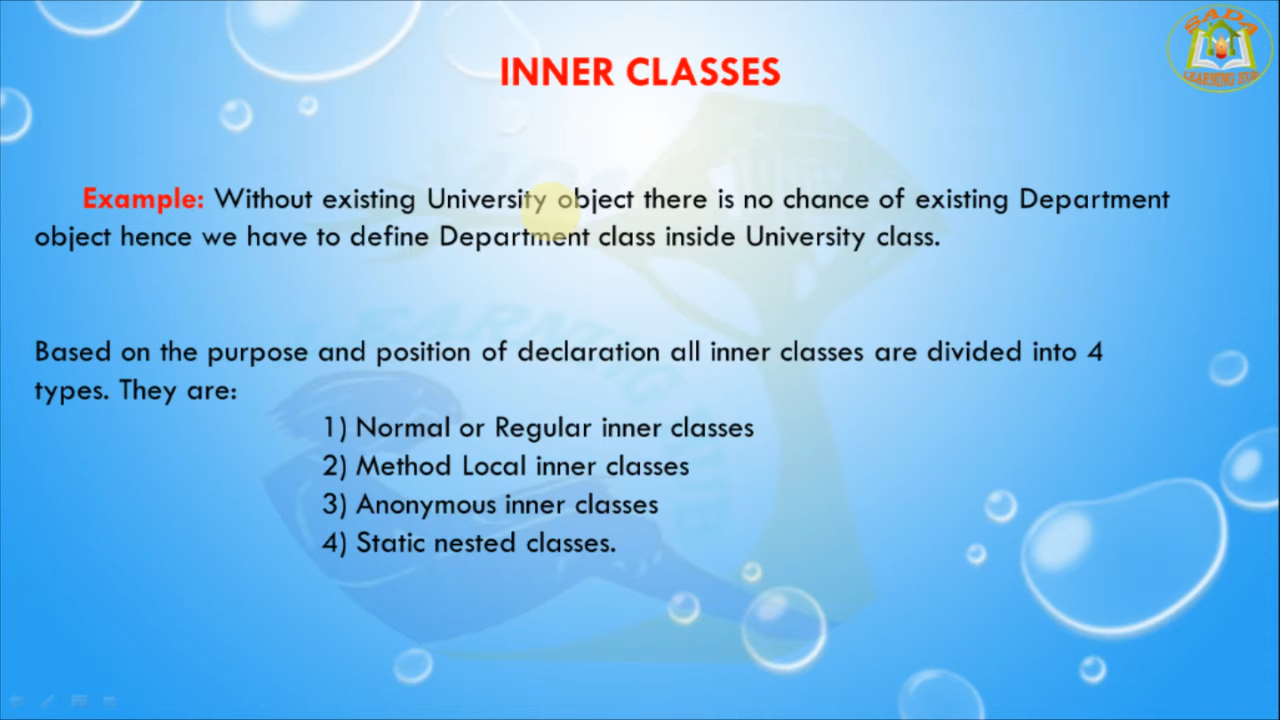 SADA
LEARNING HUB
INNER CLASSES
Example: Without existing University object there is no chance of existing Department
object hence we have to define Department class inside University class.
Based on the purpose and position of declaration all inner classes are divided into 4
types. They are:
1) Normal or Regular inner classes
2) Method Local inner classes
3) Anonymous inner classes
4) Static nested classes.